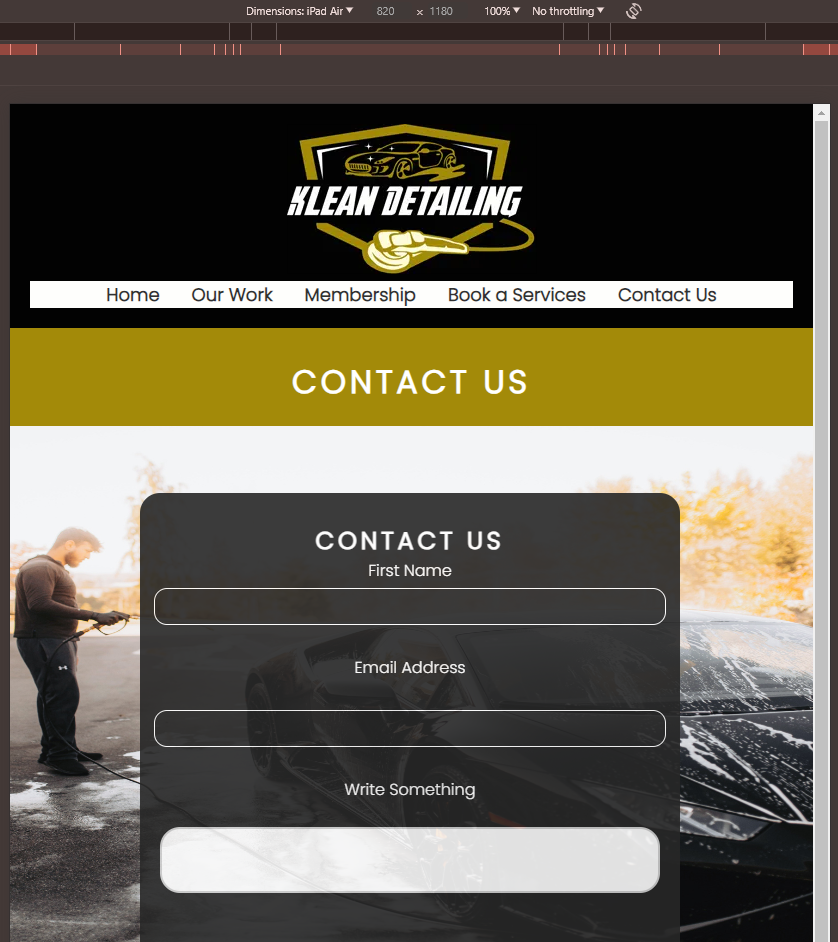 Dimensions: iPad Air 820 × 1180 100% No throttling
KLEAN DETAILING
Home Our Work Membership Book a Services Contact Us
CONTACT US
CONTACT US
First Name
Email Address
Write Something